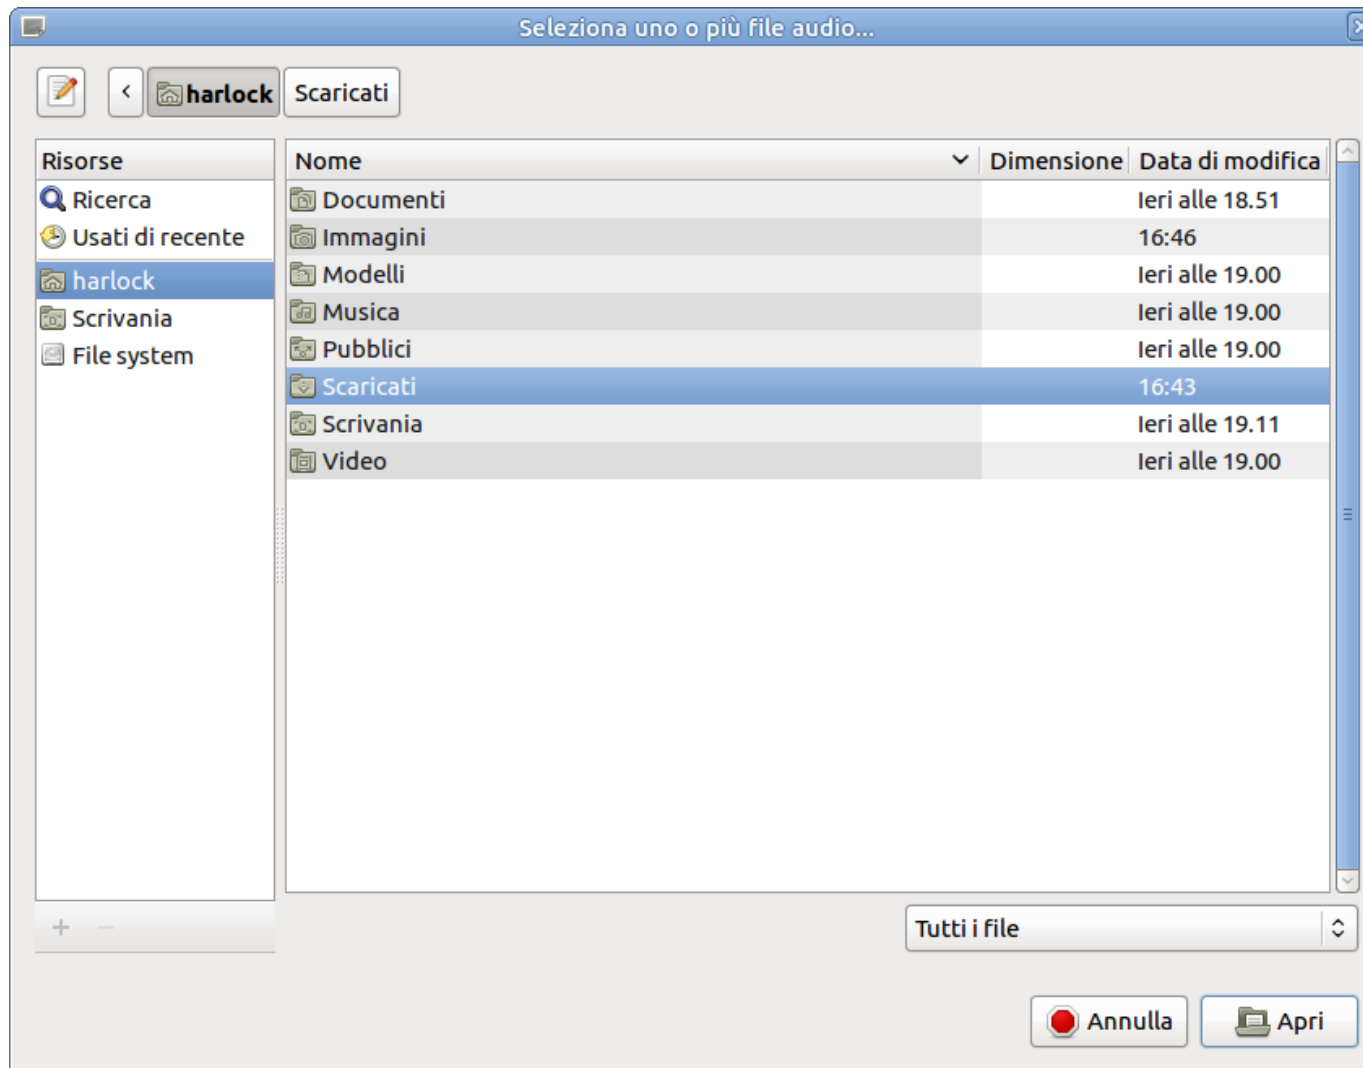 Seleziona uno o più file audio...
harlock Scaricati
Risorse
Ricerca
Usati di recente
harlock
Scrivania
File system
Nome Dimensione Data di modifica
Documenti Ieri alle 18.51
Immagini 16:46
Modelli Ieri alle 19.00
Musica Ieri alle 19.00
Pubblici Ieri alle 19.00
Scaricati 16:43
Scrivania Ieri alle 19.11
Video Ieri alle 19.00
Tutti i file
Annulla Apri